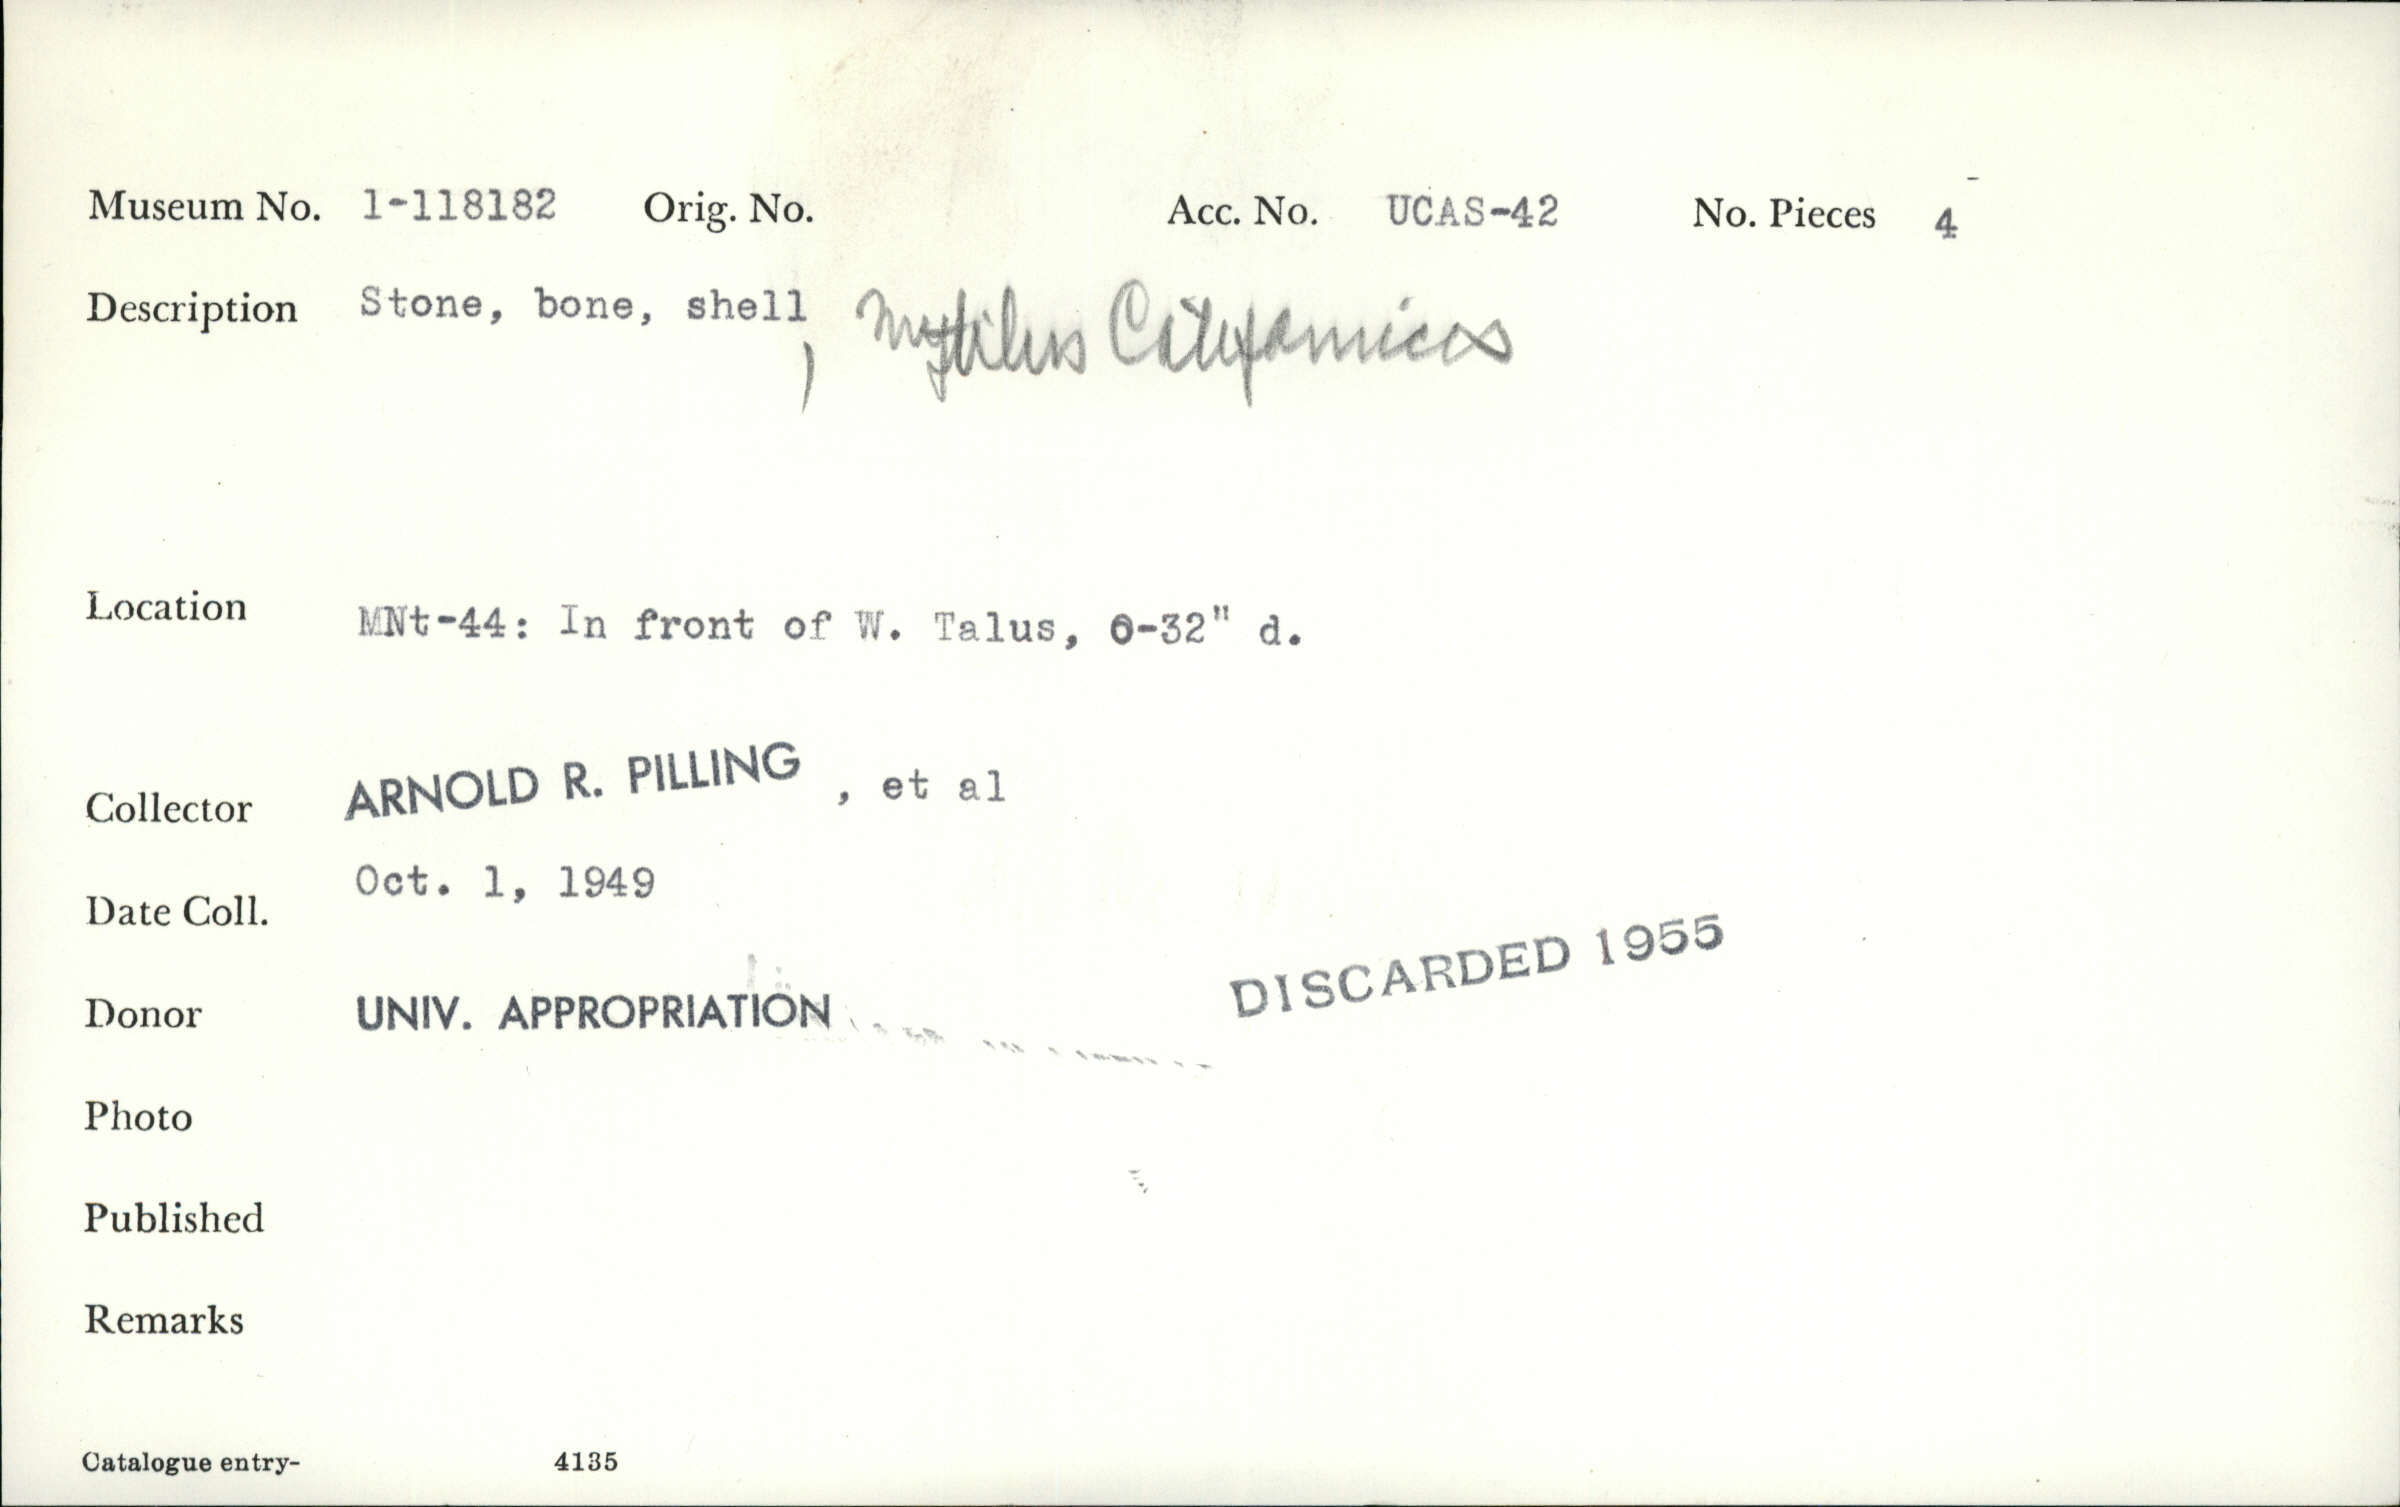 Museum No. 1-118182 Orig. No. Acc. No. UCAS-42 No. Pieces 4
Description Stone, bone, shell, Mytilus Californicus
Location MNt-44: In front of W. Talus, 0-32" d.
Collector ARNOLD R. PILLING , et al
Date Coll. Oct. 1, 1949
DISCARDED 1955
Donor UNIV. APPROPRIATION
Photo
Published
Remarks
Catalogue entry- 4135